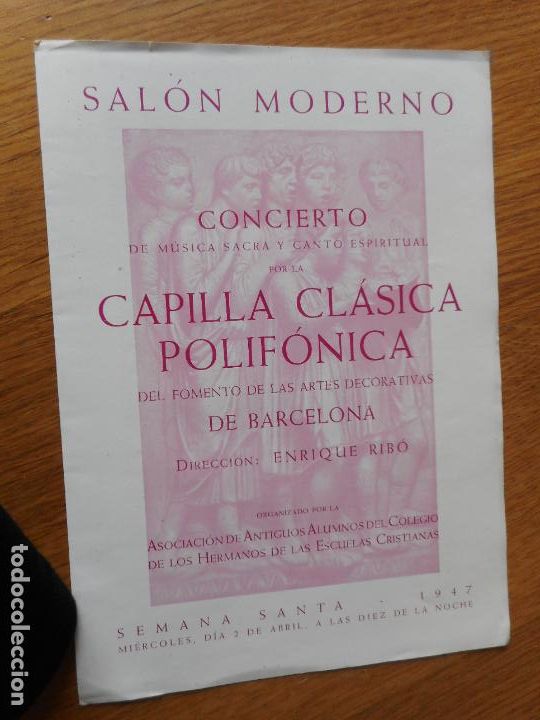 SALÓN MODERNO
CONCIERTO
DE MÚSICA SACRA Y CANTO ESPIRITUAL
POR LA
CAPILLA CLÁSICA
POLIFÓNICA
DEL FOMENTO DE LAS ARTES DECORATIVAS
DE BARCELONA
DIRECCIÓN: ENRIQUE RIBÓ
ORGANIZADO POR LA
ASOCIACIÓN DE ANTIGUOS ALUMNOS DEL COLEGIO
DE LOS HERMANOS DE LAS ESCUELAS CRISTIANAS
SEMANA SANTA - 1947
MIÉRCOLES, DÍA 2 DE ABRIL, A LAS DIEZ DE LA NOCHE
todocoleccion